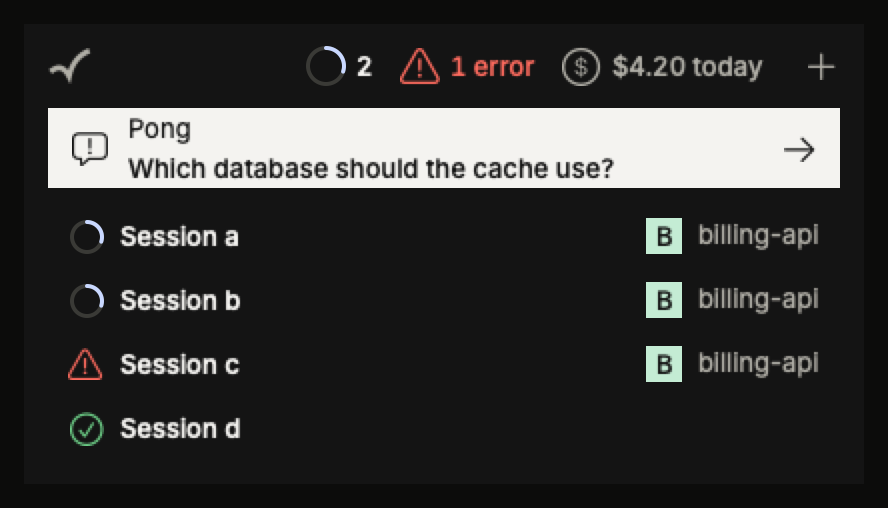 2 1 error $ $4.20 today
Pong
Which database should the cache use?
Session a B billing-api
Session b B billing-api
Session c B billing-api
Session d